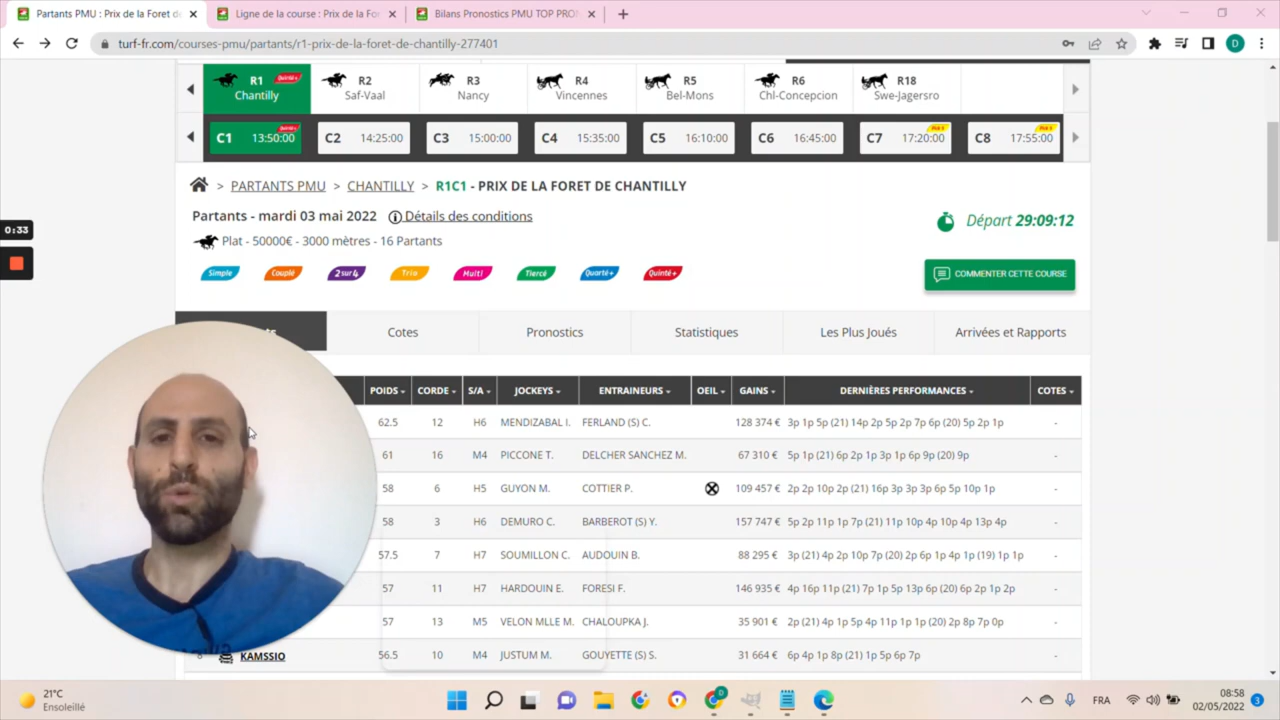 Partants PMU : Prix de la Foret de
Ligne de la course : Prix de la Fo
Bilans Pronostics PMU TOP PRO
turf-fr.com/courses-pmu/partants/r1-prix-de-la-foret-de-chantilly-277401
D
R1 Quinté+ Chantilly
R2 Saf-Vaal
R3 Nancy
R4 Vincennes
R5 Bel-Mons
R6 Chl-Concepcion
R18 Swe-Jagersro
C1 13:50:00 Quinté+
C2 14:25:00
C3 15:00:00
C4 15:35:00
C5 16:10:00
C6 16:45:00
C7 17:20:00
C8 17:55:00
> PARTANTS PMU > CHANTILLY > R1C1 - PRIX DE LA FORET DE CHANTILLY
Partants - mardi 03 mai 2022 Détails des conditions
Départ 29:09:12
Plat - 50000€ - 3000 mètres - 16 Partants
0:33
Simple Couplé 2sur4 Trio Multi Tiercé Quarté+ Quinté+
COMMENTER CETTE COURSE
Cotes Pronostics Statistiques Les Plus Joués Arrivées et Rapports
POIDS CORDE S/A JOCKEYS ENTRAINEURS OEIL GAINS DERNIÈRES PERFORMANCES COTES
62.5 12 H6 MENDIZABAL I. FERLAND (S) C. 128 374 € 3p 1p 5p (21) 14p 2p 5p 2p 7p 6p (20) 5p 2p 1p -
61 16 M4 PICCONE T. DELCHER SANCHEZ M. 67 310 € 5p 1p (21) 6p 2p 1p 3p 1p 6p 9p (20) 9p -
58 6 H5 GUYON M. COTTIER P. 109 457 € 2p 2p 10p 2p (21) 16p 3p 3p 3p 6p 5p 10p 1p -
58 3 H6 DEMURO C. BARBEROT (S) Y. 157 747 € 5p 2p 11p 1p 7p (21) 11p 10p 4p 10p 4p 13p 4p -
57.5 7 H7 SOUMILLON C. AUDOUIN B. 88 295 € 3p (21) 4p 2p 10p 7p (20) 2p 6p 1p 4p 1p (19) 1p 1p -
57 11 H7 HARDOUIN E. FORESI F. 146 935 € 4p 16p 11p (21) 7p 1p 5p 13p 6p (20) 6p 2p 1p 2p -
57 13 M5 VELON MLLE M. CHALOUPKA J. 35 901 € 2p (21) 4p 1p 5p 4p 11p 1p 1p (20) 2p 8p 7p 0p -
KAMSSIO 56.5 10 M4 JUSTUM M. GOUYETTE (S) S. 31 664 € 6p 4p 1p 8p (21) 1p 5p 6p 7p -
21°C
Ensoleillé
FRA
08:58
02/05/2022
3